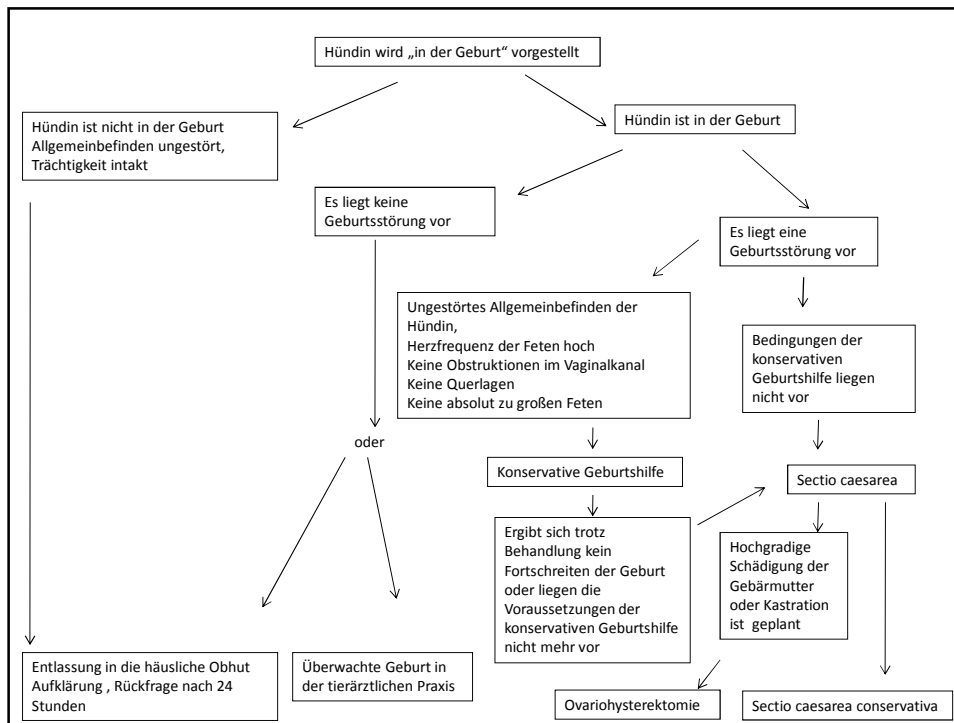 Hündin wird „in der Geburt“ vorgestellt
Hündin ist nicht in der Geburt
Allgemeinbefinden ungestört,
Trächtigkeit intakt
Hündin ist in der Geburt
Es liegt keine
Geburtsstörung vor
Es liegt eine
Geburtsstörung vor
Ungestörtes Allgemeinbefinden der
Hündin,
Herzfrequenz der Feten hoch
Keine Obstruktionen im Vaginalkanal
Keine Querlagen
Keine absolut zu großen Feten
Bedingungen der
konservativen
Geburtshilfe liegen
nicht vor
oder
Konservative Geburtshilfe
Sectio caesarea
Ergibt sich trotz
Behandlung kein
Fortschreiten der Geburt
oder liegen die
Voraussetzungen der
konservativen Geburtshilfe
nicht mehr vor
Hochgradige
Schädigung der
Gebärmutter
oder Kastration
ist geplant
Entlassung in die häusliche Obhut
Aufklärung , Rückfrage nach 24
Stunden
Überwachte Geburt in
der tierärztlichen Praxis
Ovariohysterektomie
Sectio caesarea conservativa